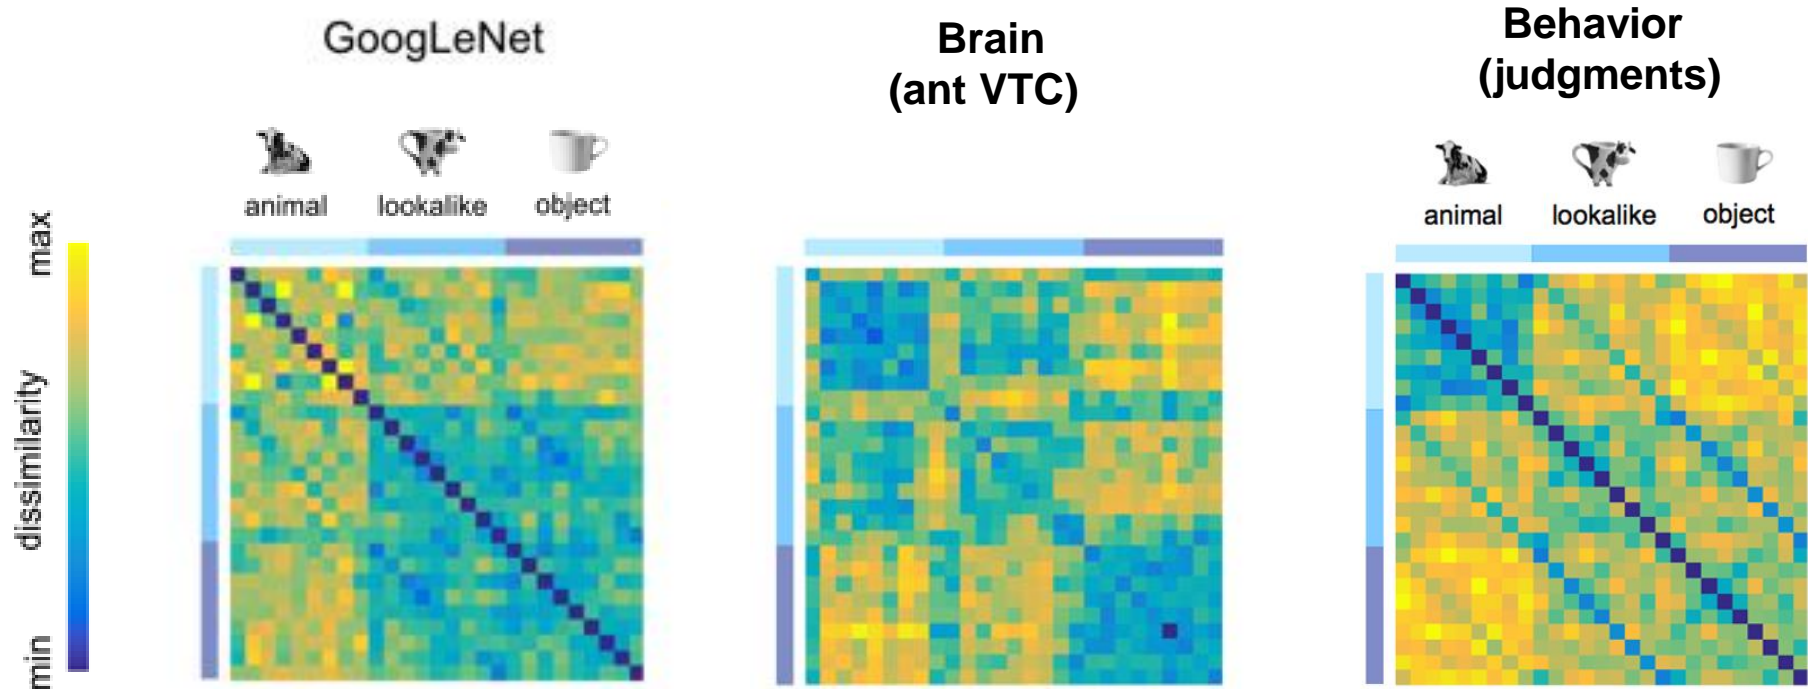 GoogLeNet
animal lookalike object
Brain
(ant VTC)
Behavior
(judgments)
animal lookalike object
max
dissimilarity
min